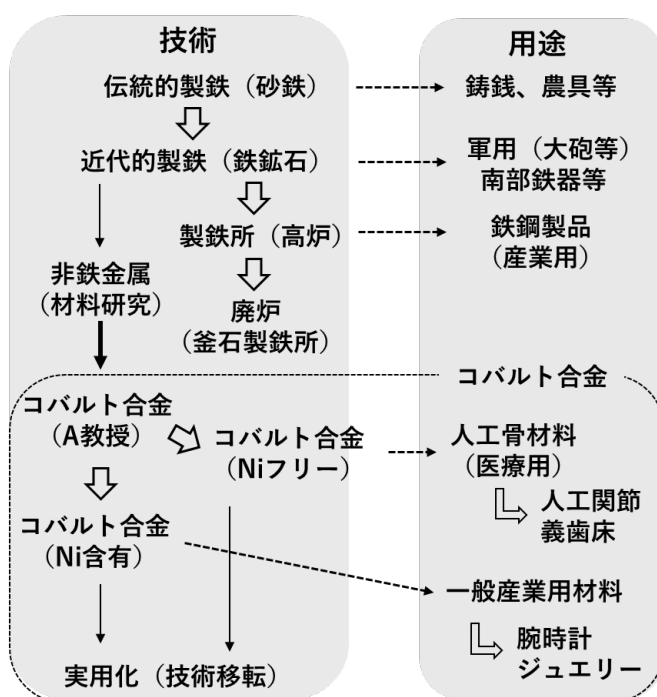 技術
伝統的製鉄（砂鉄）
近代的製鉄（鉄鉱石）
製鉄所（高炉）
非鉄金属
（材料研究）
廃炉
（釜石製鉄所）
コバルト合金
（A教授）
コバルト合金
（Niフリー）
コバルト合金
（Ni含有）
実用化（技術移転）
用途
鋳銭、農具等
軍用（大砲等）
南部鉄器等
鉄鋼製品
（産業用）
コバルト合金
人工骨材料
（医療用）
人工関節
義歯床
一般産業用材料
腕時計
ジュエリー